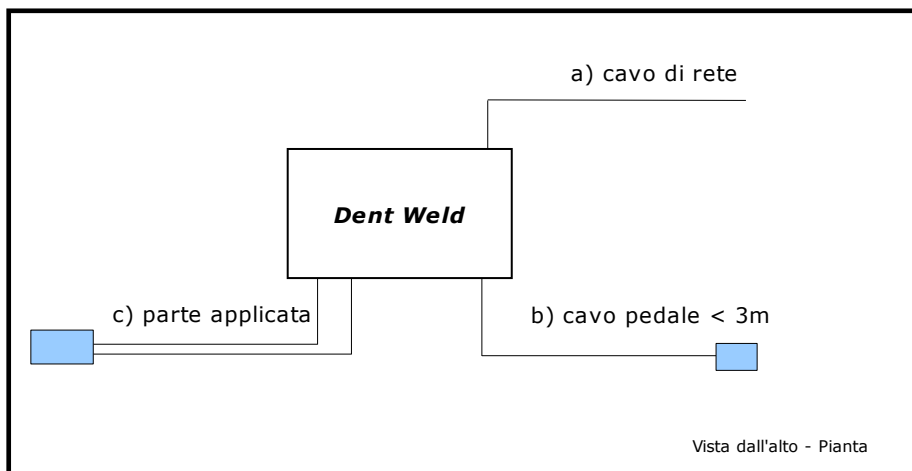 a) cavo di rete
Dent Weld
c) parte applicata
b) cavo pedale < 3m
Vista dall'alto - Pianta